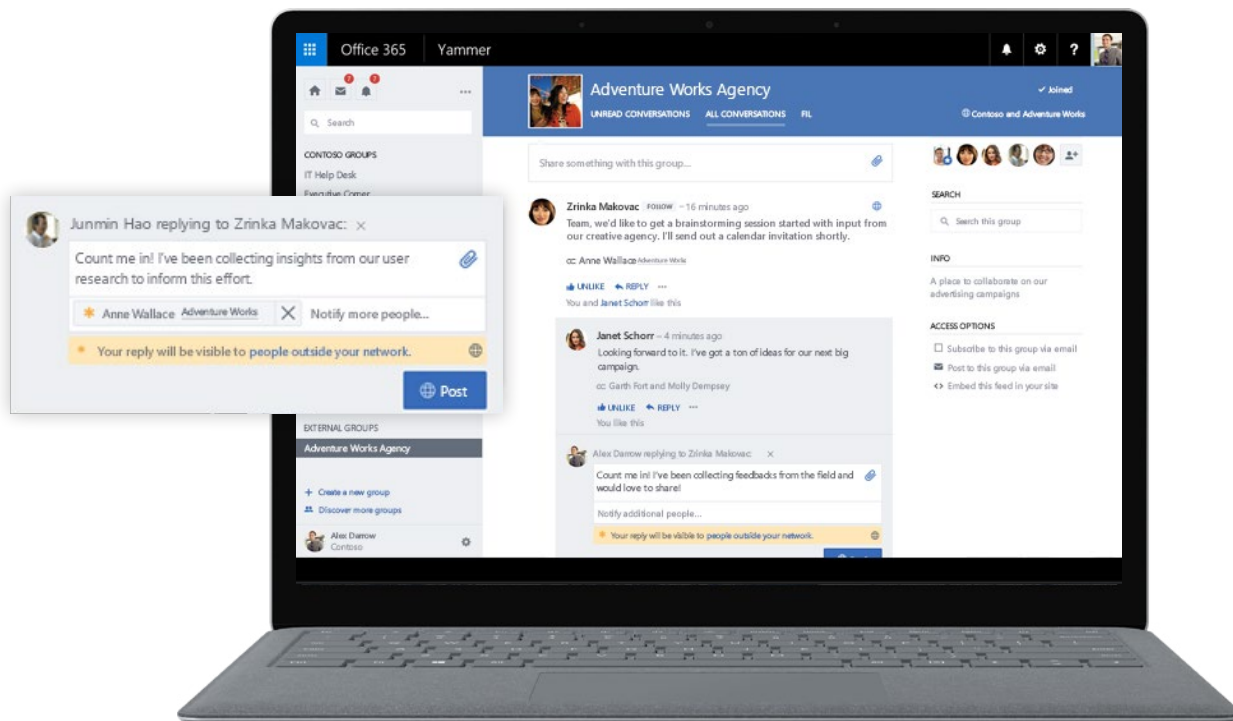 Office 365 Yammer
?
7 7
Search
CONTOSO GROUPS
IT Help Desk
Executive Corner
EXTERNAL GROUPS
Adventure Works Agency
+ Create a new group
Discover more groups
Alex Darrow
Contoso
Junmin Hao replying to Zrinka Makovac: ×
Count me in! I've been collecting insights from our user
research to inform this effort.
* Anne Wallace Adventure Works × Notify more people...
* Your reply will be visible to people outside your network.
Post
Adventure Works Agency
UNREAD CONVERSATIONS ALL CONVERSATIONS FIL
✓ Joined
Contoso and Adventure Works
Share something with this group...
Zrinka Makovac FOLLOW – 16 minutes ago
Team, we'd like to get a brainstorming session started with input from
our creative agency. I'll send out a calendar invitation shortly.
cc: Anne Wallace Adventure Works
UNLIKE REPLY ...
You and Janet Schorr like this
Janet Schorr – 4 minutes ago
Looking forward to it. I've got a ton of ideas for our next big
campaign.
cc: Garth Fort and Molly Dempsey
UNLIKE REPLY ...
You like this
Alex Darrow replying to Zrinka Makovac: ×
Count me in! I've been collecting feedbacks from the field and
would love to share!
Notify additional people...
* Your reply will be visible to people outside your network.
SEARCH
Search this group
INFO
A place to collaborate on our
advertising campaigns
ACCESS OPTIONS
Subscribe to this group via email
Post to this group via email
<> Embed this feed in your site